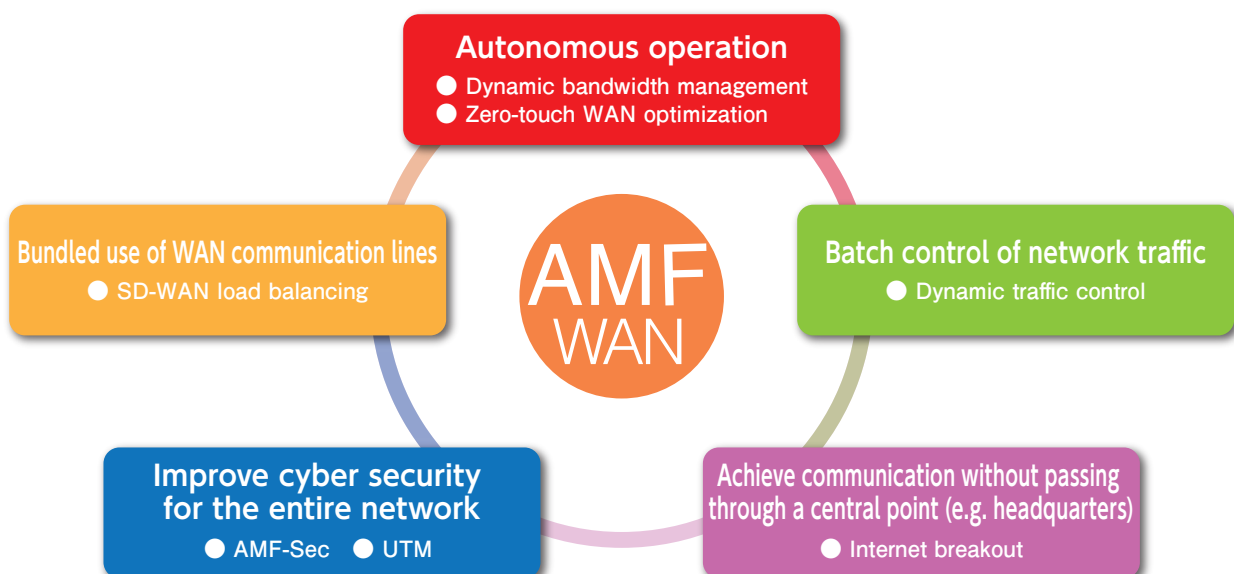 Autonomous operation
● Dynamic bandwidth management
● Zero-touch WAN optimization
Bundled use of WAN communication lines
● SD-WAN load balancing
AMF
WAN
Batch control of network traffic
● Dynamic traffic control
Improve cyber security
for the entire network
● AMF-Sec ● UTM
Achieve communication without passing
through a central point (e.g. headquarters)
● Internet breakout